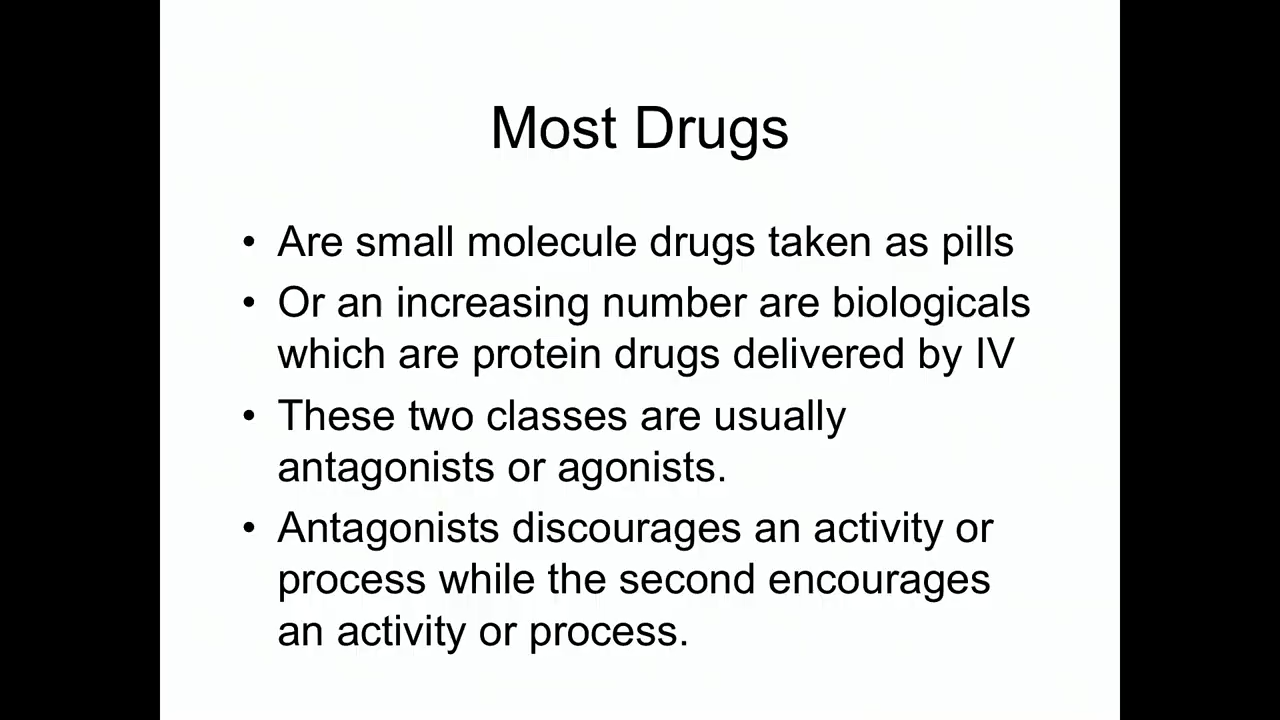 Most Drugs
• Are small molecule drugs taken as pills
• Or an increasing number are biologicals
which are protein drugs delivered by IV
• These two classes are usually
antagonists or agonists.
• Antagonists discourages an activity or
process while the second encourages
an activity or process.